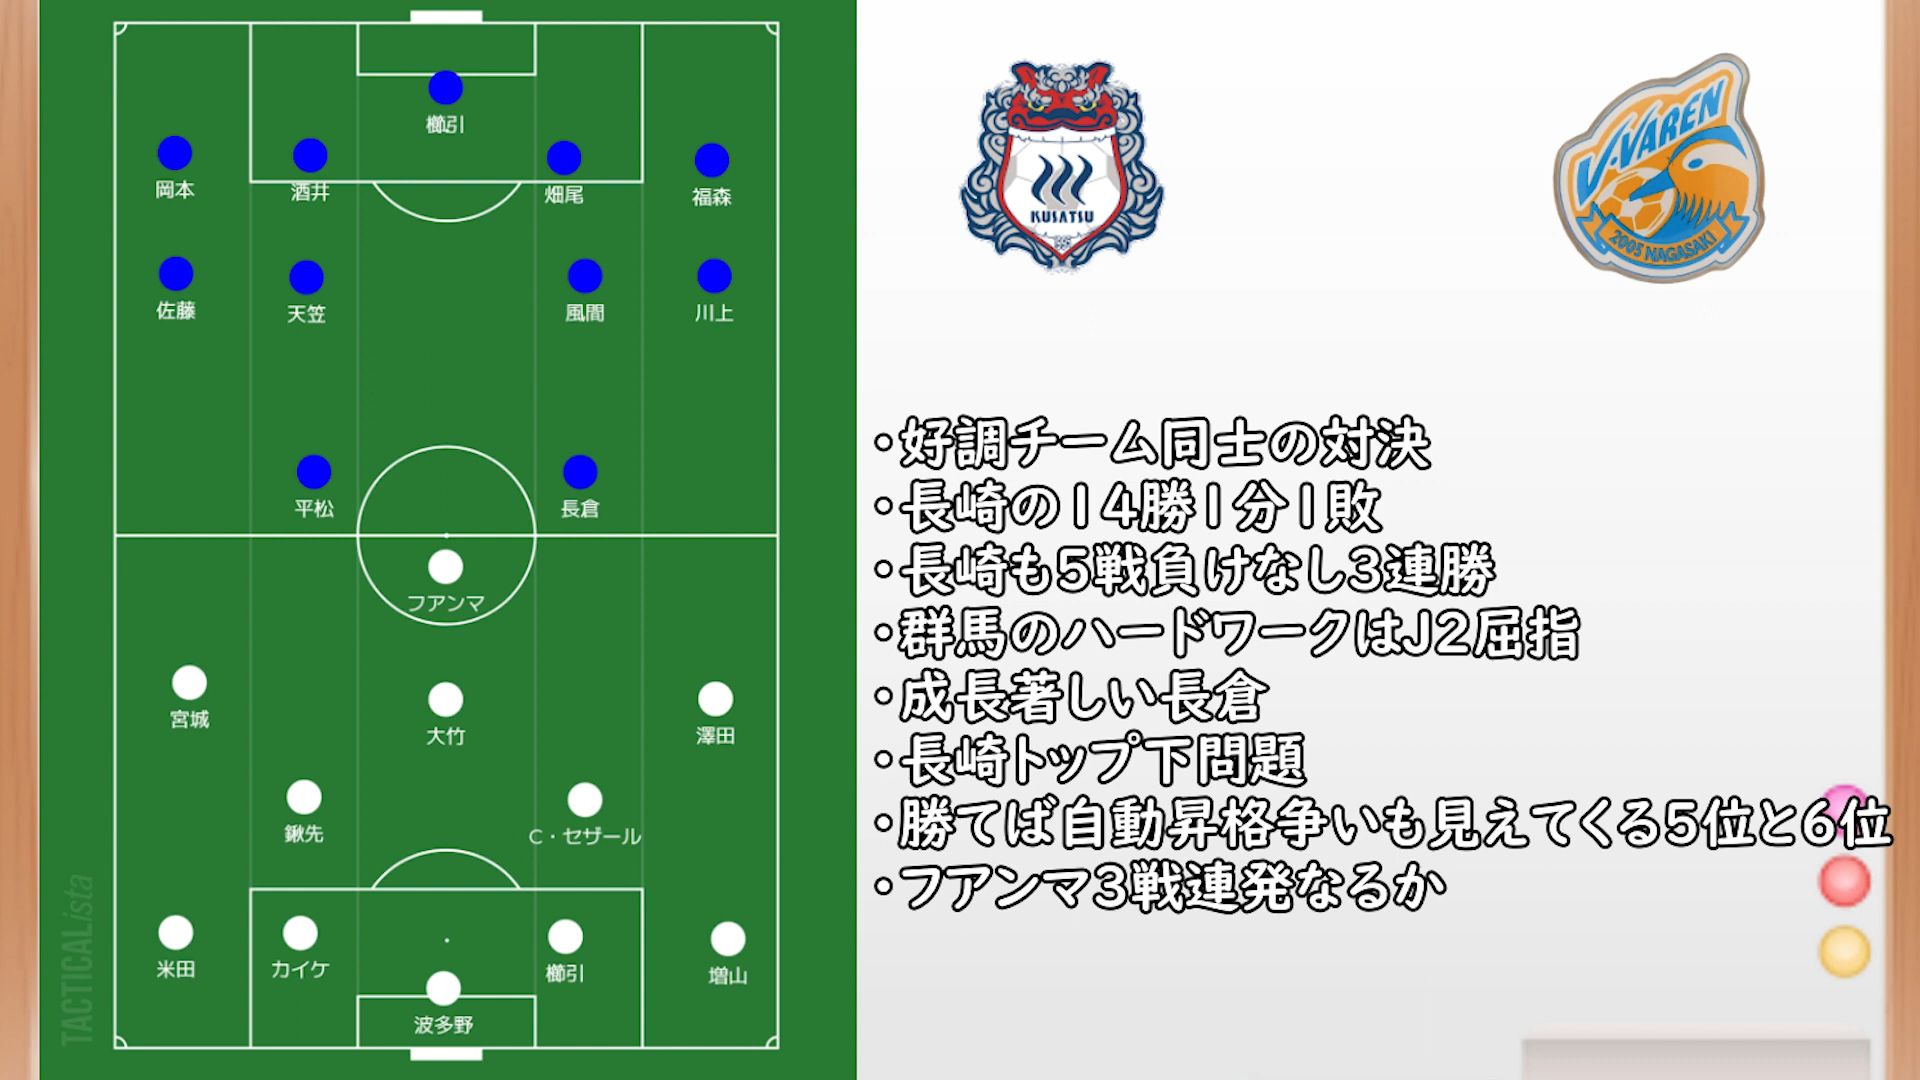 櫛引
岡本
酒井
畑尾
福森
佐藤
天笠
風間
川上
平松
長倉
フアンマ
宮城
大竹
澤田
鍬先
C・セザール
米田
カイケ
櫛引
増山
波多野
TACTICALista
KUSATSU
1995
V・VAREN
2005 NAGASAKI
・好調チーム同士の対決
・長崎の14勝1分1敗
・長崎も5戦負けなし3連勝
・群馬のハードワークはJ2屈指
・成長著しい長倉
・長崎トップ下問題
・勝てば自動昇格争いも見えてくる5位と6位
・フアンマ3戦連発なるか